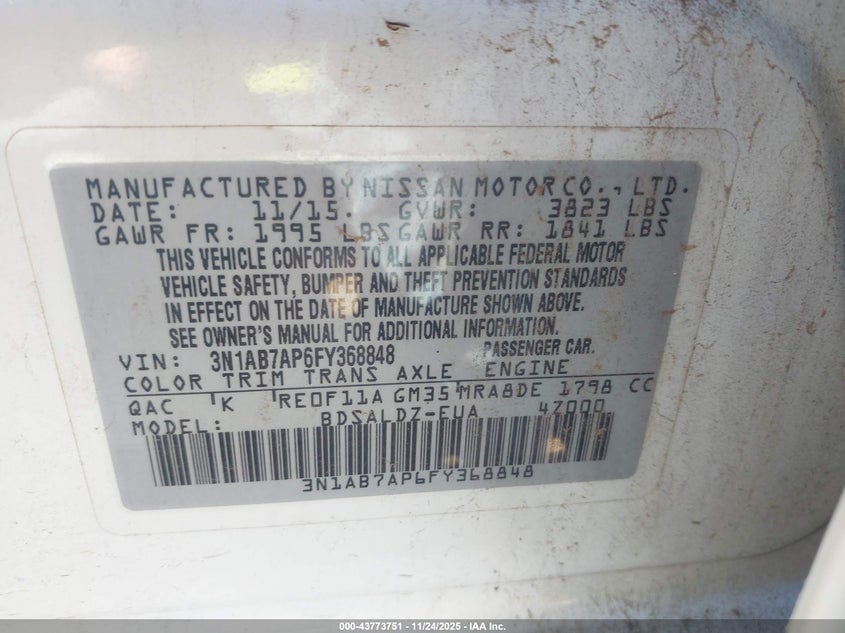 MANUFACTURED BY NISSAN MOTOR CO., LTD.
DATE: 11/15. GVWR: 3823 LBS
GAWR FR: 1995 LBS GAWR RR: 1841 LBS
THIS VEHICLE CONFORMS TO ALL APPLICABLE FEDERAL MOTOR
VEHICLE SAFETY, BUMPER AND THEFT PREVENTION STANDARDS
IN EFFECT ON THE DATE OF MANUFACTURE SHOWN ABOVE.
SEE OWNER'S MANUAL FOR ADDITIONAL INFORMATION.
VIN: 3N1AB7AP6FY368848 PASSENGER CAR.
COLOR TRIM TRANS AXLE ENGINE
QAC K RE0F11A GM35 MRA8DE 1798 CC
MODEL: BDSALDZ-EUA 4Z000
3N1AB7AP6FY368848
000-43773751 | 11/24/2025 - IAA Inc.